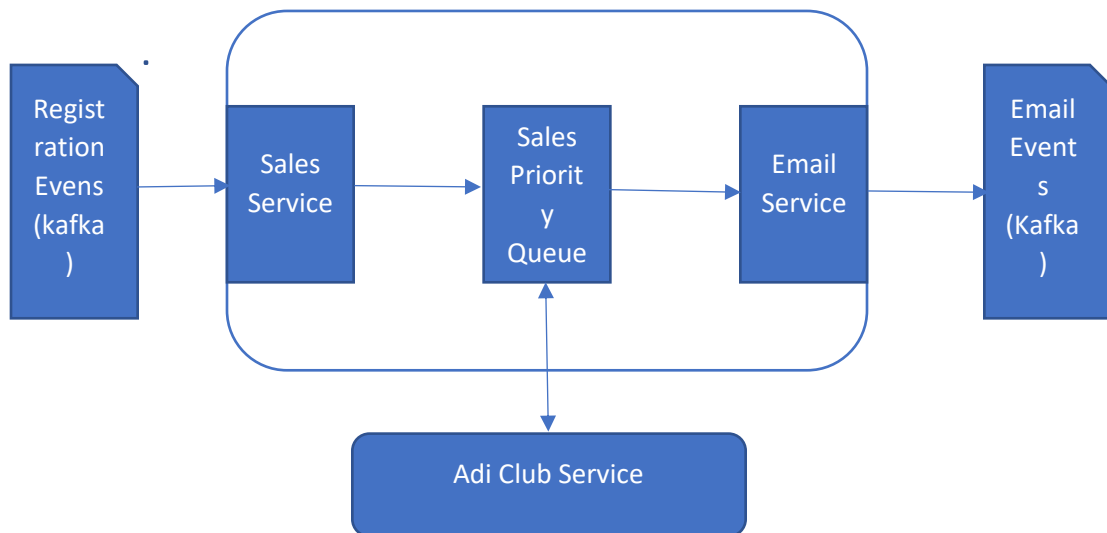 Regist
ration
Evens
(kafka
)
Sales
Service
Sales
Priorit
y
Queue
Email
Service
Email
Event
s
(Kafka
)
Adi Club Service